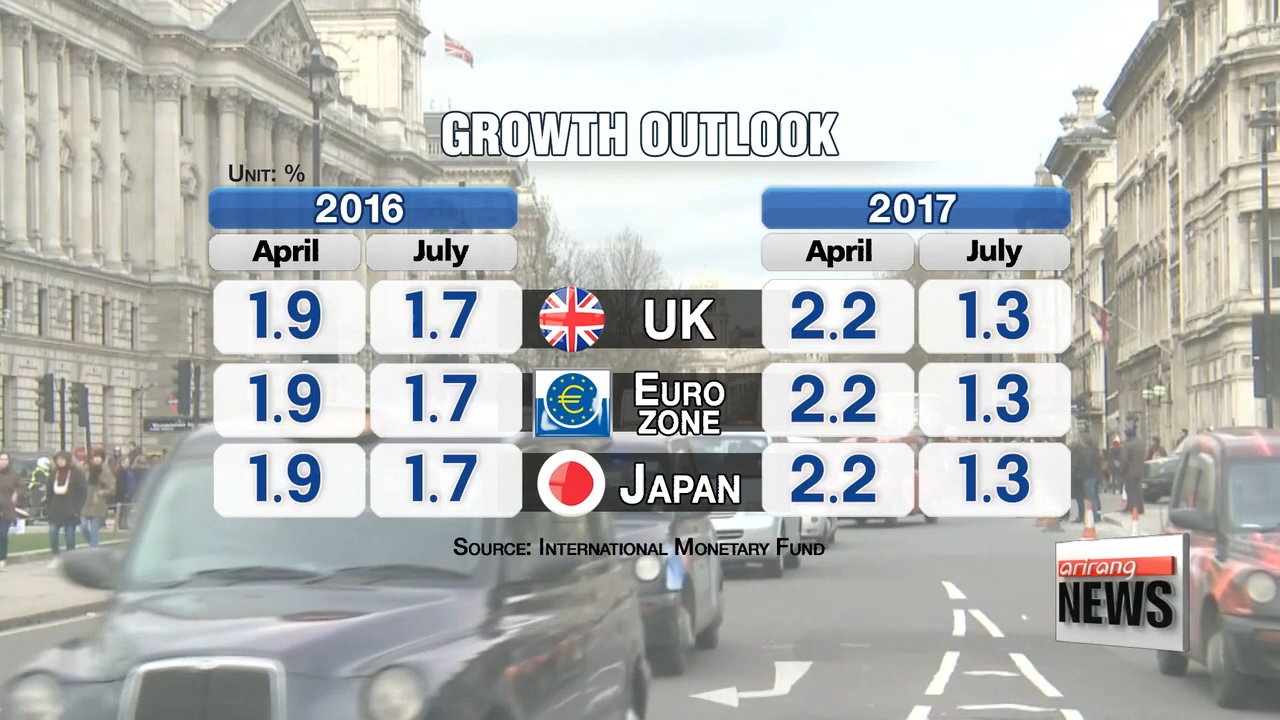 GROWTH OUTLOOK
UNIT: %
2016 2017
April July April July
1.9 1.7 UK 2.2 1.3
1.9 1.7 EURO ZONE 2.2 1.3
1.9 1.7 JAPAN 2.2 1.3
SOURCE: INTERNATIONAL MONETARY FUND
arirang
NEWS